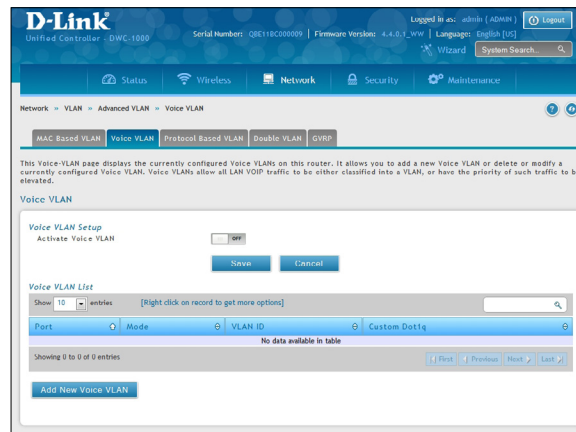 D-Link
Unified Controller - DWC-1000
Logged in as: admin ( ADMIN )
Logout
Serial Number: QBE11BC000009 | Firmware Version: 4.4.0.1_WW | Language: English [US]
Wizard
System Search...
Status
Wireless
Network
Security
Maintenance
Network » VLAN » Advanced VLAN » Voice VLAN
MAC Based VLAN
Voice VLAN
Protocol Based VLAN
Double VLAN
GVRP
This Voice-VLAN page displays the currently configured Voice VLANs on this router. It allows you to add a new Voice VLAN or delete or modify a
currently configured Voice VLAN. Voice VLANs allow all LAN VOIP traffic to be either classified into a VLAN, or have the priority of such traffic to b
elevated.
Voice VLAN
Voice VLAN Setup
Activate Voice VLAN
OFF
Save
Cancel
Voice VLAN List
Show 10 entries
[Right click on record to get more options]
Port
Mode
VLAN ID
Custom Dot1q
No data available in table
Showing 0 to 0 of 0 entries
First
Previous
Next
Last
Add New Voice VLAN